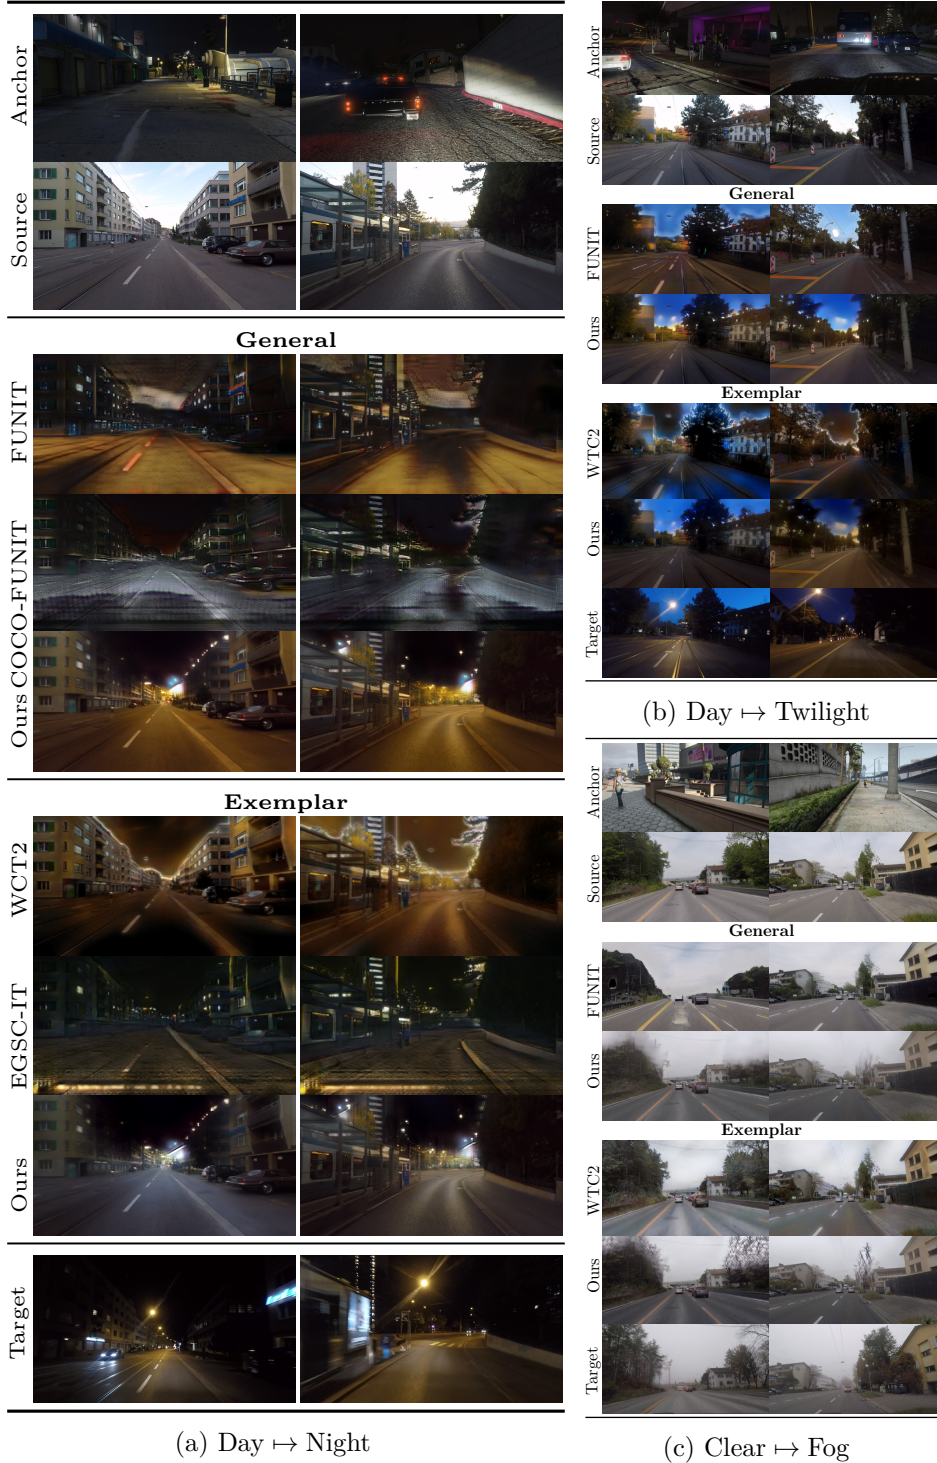 Anchor
Source
General
FUNIT
COCO-FUNIT
Ours
Exemplar
WCT2
EGSC-IT
Ours
Target
(a) Day ↦ Night
Anchor
Source
General
FUNIT
Ours
Exemplar
WTC2
Ours
Target
(b) Day ↦ Twilight
Anchor
Source
General
FUNIT
Ours
Exemplar
WTC2
Ours
Target
(c) Clear ↦ Fog